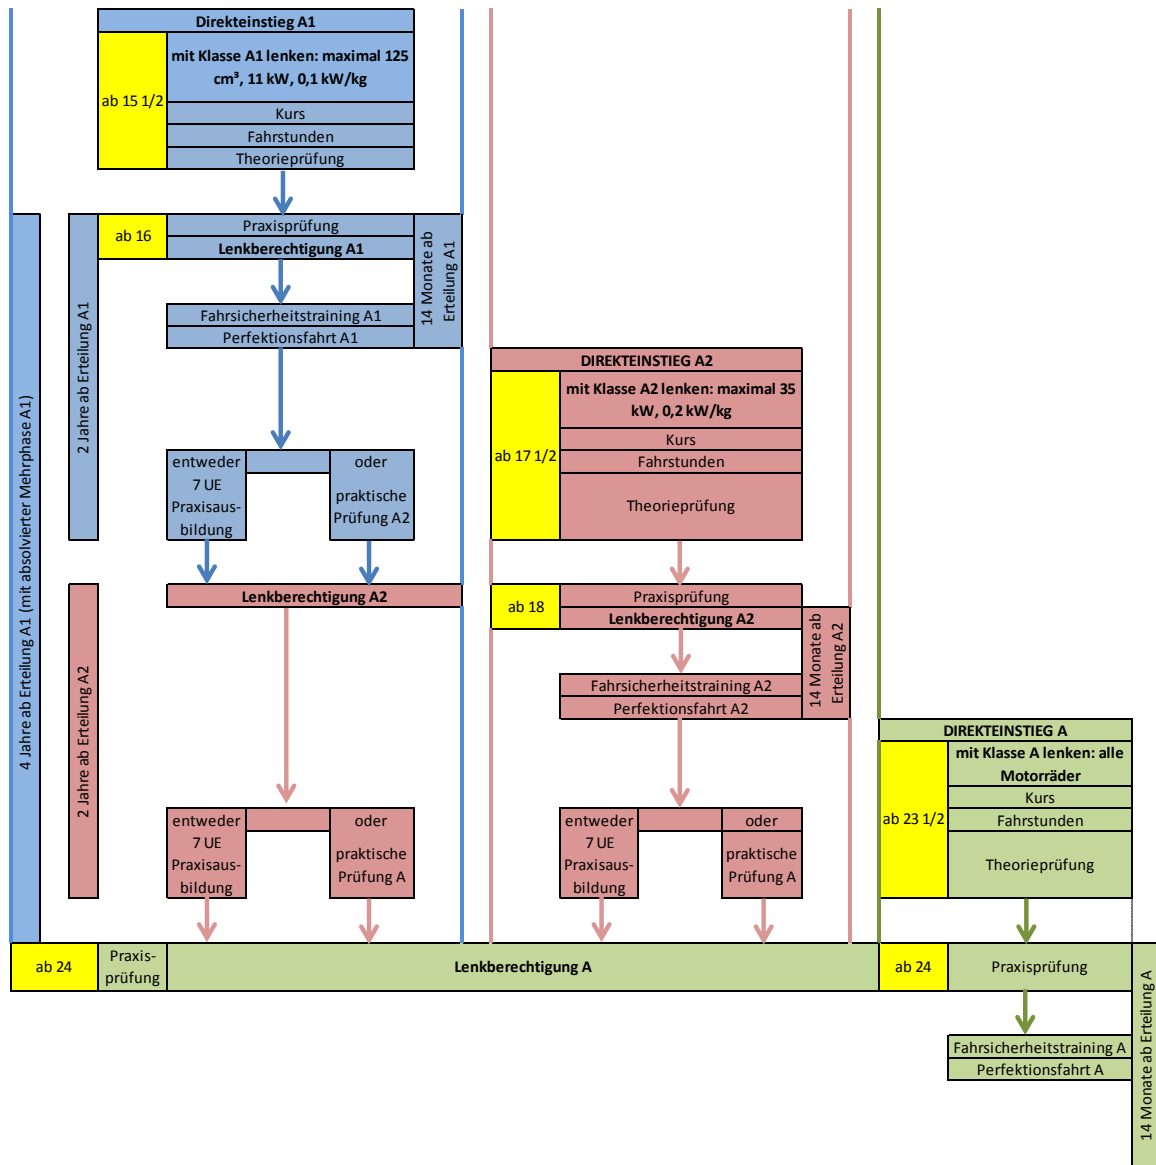 Direkteinstieg A1
ab 15 1/2
mit Klasse A1 lenken: maximal 125
cm³, 11 kW, 0,1 kW/kg
Kurs
Fahrstunden
Theorieprüfung
4 Jahre ab Erteilung A1 (mit absolvierter Mehrphase A1)
2 Jahre ab Erteilung A1
ab 16
Praxisprüfung
Lenkberechtigung A1
14 Monate ab
Erteilung A1
Fahrsicherheitstraining A1
Perfektionsfahrt A1
entweder
7 UE
Praxisaus-
bildung
oder
praktische
Prüfung A2
2 Jahre ab Erteilung A2
Lenkberechtigung A2
entweder
7 UE
Praxisaus-
bildung
oder
praktische
Prüfung A
DIREKTEINSTIEG A2
ab 17 1/2
mit Klasse A2 lenken: maximal 35
kW, 0,2 kW/kg
Kurs
Fahrstunden
Theorieprüfung
ab 18
Praxisprüfung
Lenkberechtigung A2
14 Monate ab
Erteilung A2
Fahrsicherheitstraining A2
Perfektionsfahrt A2
entweder
7 UE
Praxisaus-
bildung
oder
praktische
Prüfung A
DIREKTEINSTIEG A
ab 23 1/2
mit Klasse A lenken: alle
Motorräder
Kurs
Fahrstunden
Theorieprüfung
ab 24
Praxis-
prüfung
Lenkberechtigung A
ab 24
Praxisprüfung
14 Monate ab Erteilung A
Fahrsicherheitstraining A
Perfektionsfahrt A